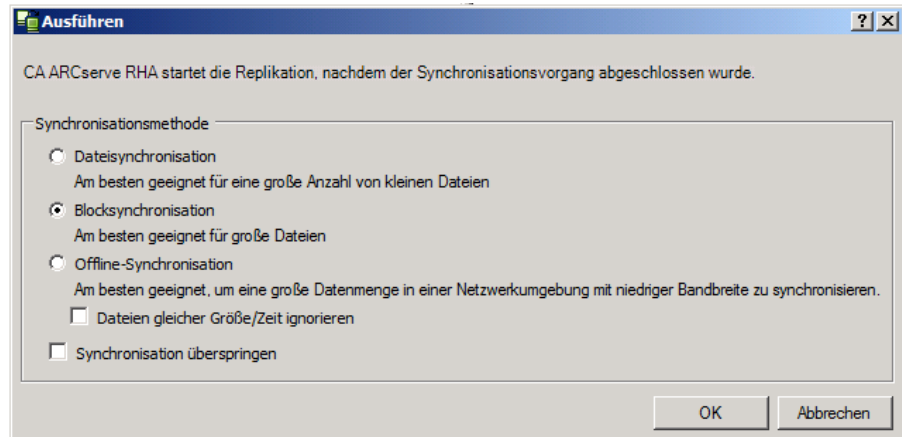 Ausführen
CA ARCserve RHA startet die Replikation, nachdem der Synchronisationsvorgang abgeschlossen wurde.
Synchronisationsmethode
Dateisynchronisation
Am besten geeignet für eine große Anzahl von kleinen Dateien
Blocksynchronisation
Am besten geeignet für große Dateien
Offline-Synchronisation
Am besten geeignet, um eine große Datenmenge in einer Netzwerkumgebung mit niedriger Bandbreite zu synchronisieren.
Dateien gleicher Größe/Zeit ignorieren
Synchronisation überspringen
OK Abbrechen